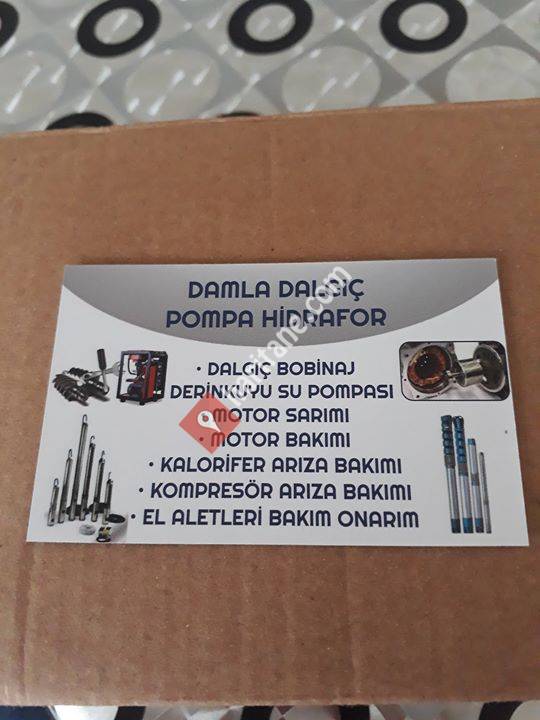 DAMLA DALGIÇ
POMPA HİDRAFOR
• DALGIÇ BOBİNAJ
DERİNKUYU SU POMPASI
• MOTOR SARIMI
• MOTOR BAKIMI
• KALORİFER ARIZA BAKIMI
• KOMPRESÖR ARIZA BAKIMI
• EL ALETLERİ BAKIM ONARIM